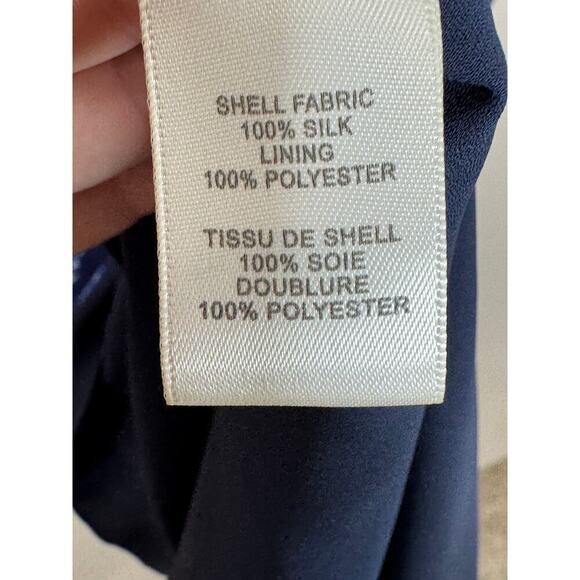 SHELL FABRIC
100% SILK
LINING
100% POLYESTER
TISSU DE SHELL
100% SOIE
DOUBLURE
100% POLYESTER